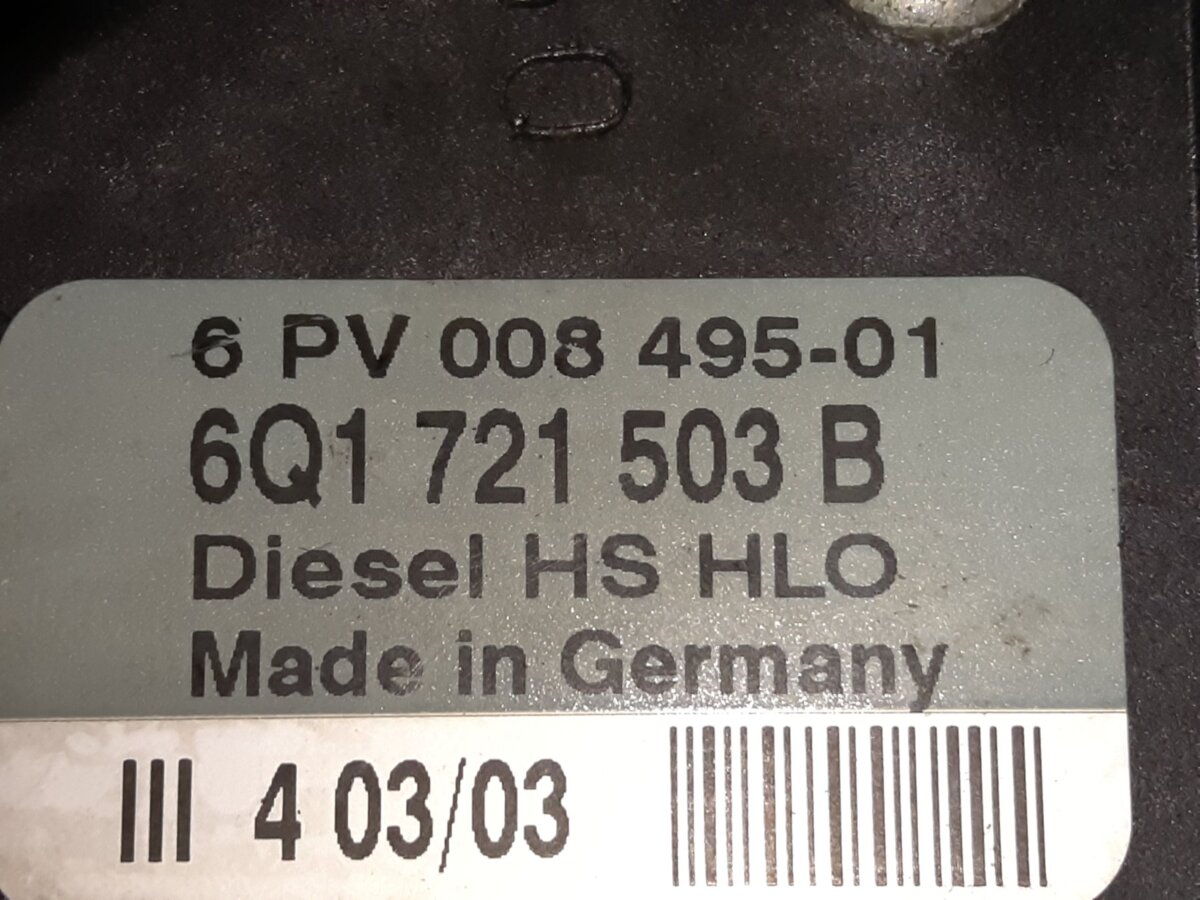 6 PV 008 495-01
6Q1 721 503 B
Diesel HS HLO
Made in Germany
III 4 03/03